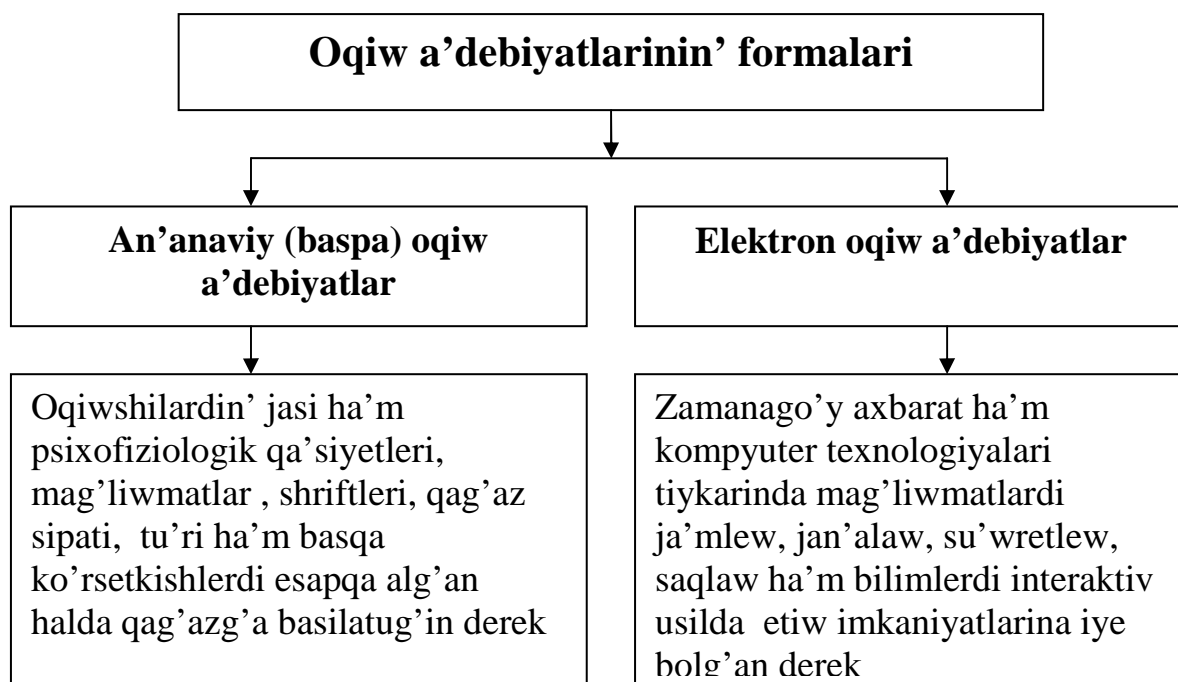 Oqiw a’debiyatlarinin’ formalari
An’anaviy (baspa) oqiw
a’debiyatlar
Elektron oqiw a’debiyatlar
Oqiwshilardin’ jasi ha’m
psixofiziologik qa’siyetleri,
mag’liwmatlar , shriftleri, qag’az
sipati, tu’ri ha’m basqa
ko’rsetkishlerdi esapqa alg’an
halda qag’azg’a basilatug’in derek
Zamanago’y axbarat ha’m
kompyuter texnologiyalari
tiykarinda mag’liwmatlardi
ja’mlew, jan’alaw, su’wretlew,
saqlaw ha’m bilimlerdi interaktiv
usilda etiw imkaniyatlarina iye
bolg’an derek